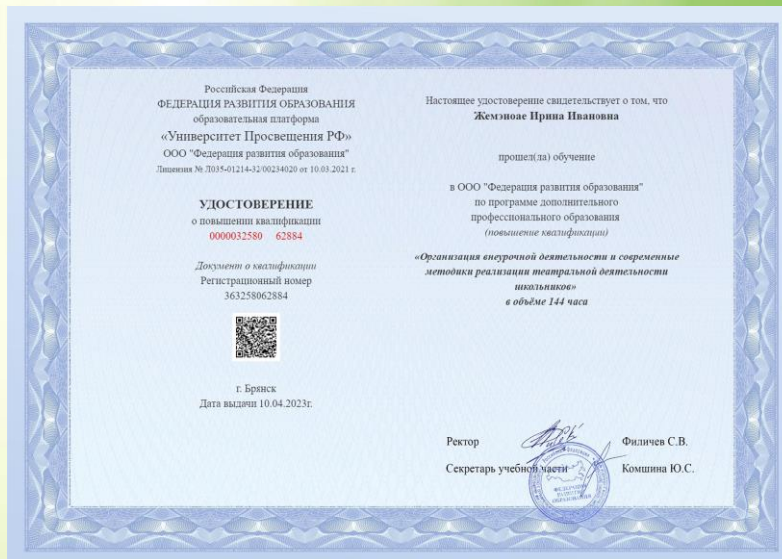 Российская Федерация
ФЕДЕРАЦИЯ РАЗВИТИЯ ОБРАЗОВАНИЯ
образовательная платформа
«Университет Просвещения РФ»
ООО "Федерация развития образования"
Лицензия № Л035-01214-32/00234020 от 10.03.2021 г.
УДОСТОВЕРЕНИЕ
о повышении квалификации
0000032580 62884
Документ о квалификации
Регистрационный номер
363258062884
г. Брянск
Дата выдачи 10.04.2023г.
Настоящее удостоверение свидетельствует о том, что
Жемэноае Ирина Ивановна
прошел(ла) обучение
в ООО "Федерация развития образования"
по программе дополнительного
профессионального образования
(повышение квалификации)
«Организация внеурочной деятельности и современные
методики реализации театральной деятельности
школьников»
в объёме 144 часа
Ректор
Филичев С.В.
Секретарь учебной части
Комшина Ю.С.
ФЕДЕРАЦИЯ
РАЗВИТИЯ
ОБРАЗОВАНИЯ